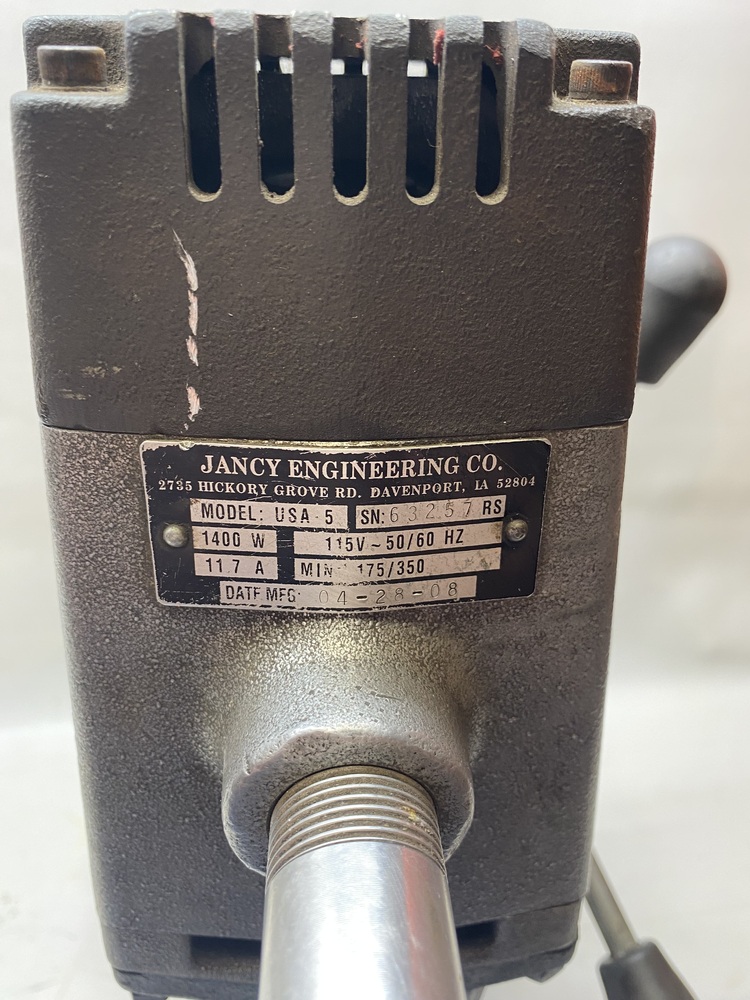 JANCY ENGINEERING CO.
2735 HICKORY GROVE RD. DAVENPORT, IA 52804
MODEL: USA 5 SN: 63257 RS
1400 W 115V ~ 50/60 HZ
11.7 A MIN⁻¹ 175/350
DATE MFG: 04-28-08